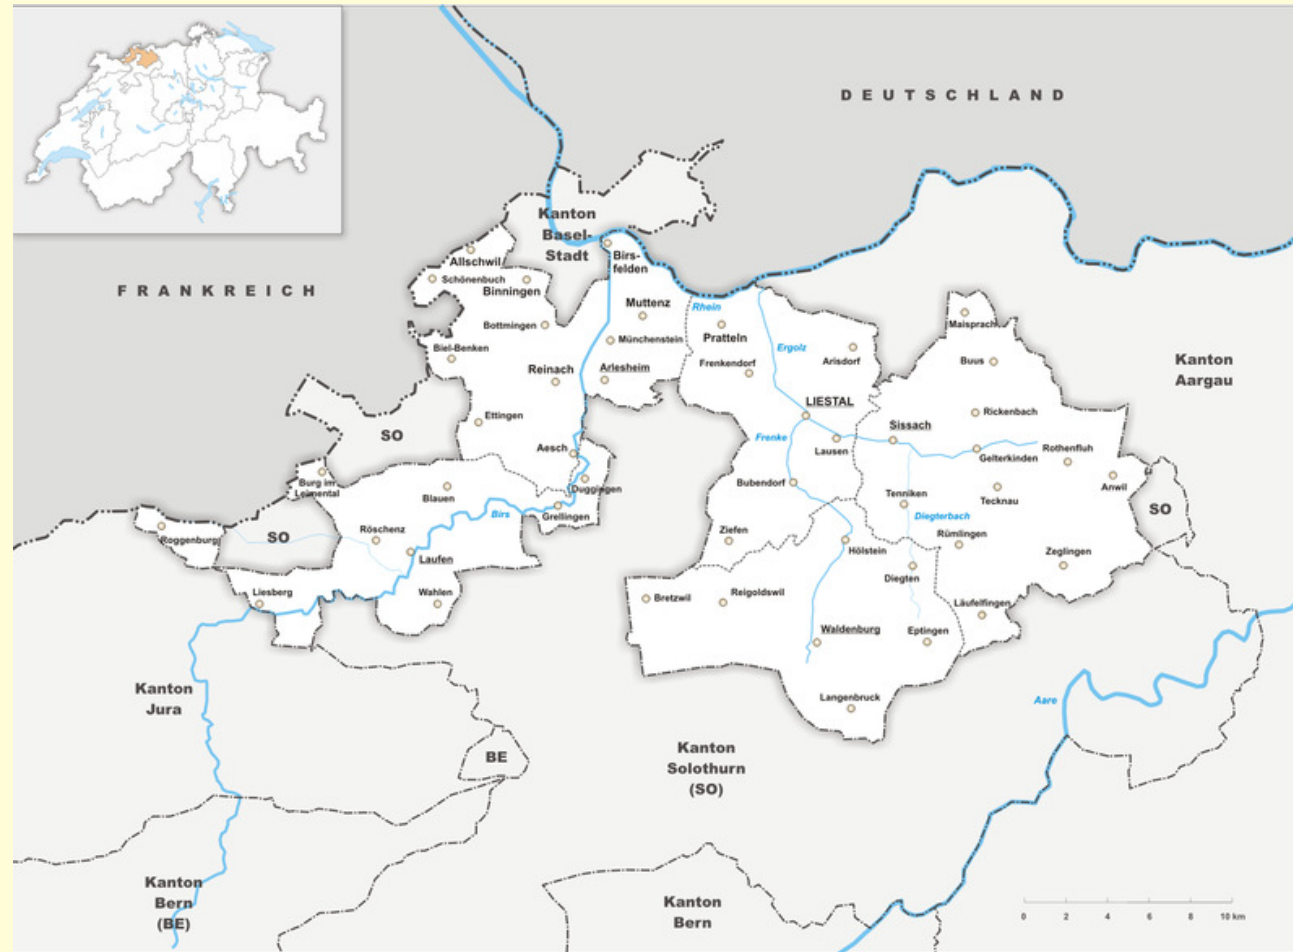 DEUTSCHLAND
FRANKREICH
Kanton
Basel-
Stadt
Allschwil
Schönenbuch
Binningen
Bottmingen
Biel-Benken
Birs-
felden
Muttenz
Münchenstein
Reinach
Arlesheim
Ettingen
Aesch
SO
Burg im
Leimental
Blauen
Duggingen
Grellingen
Birs
Roggenburg
SO
Röschenz
Laufen
Liesberg
Wahlen
Rhein
Pratteln
Ergolz
Arisdorf
Frenkendorf
LIESTAL
Frenke
Lausen
Bubendorf
Ziefen
Maisprach
Buus
Kanton
Aargau
Rickenbach
Sissach
Rothenfluh
Gelterkinden
Anwil
Tenniken
Tecknau
Diegterbach
SO
Rümlingen
Hölstein
Zeglingen
Diegten
Bretzwil
Reigoldswil
Läufelfingen
Waldenburg
Eptingen
Langenbruck
Aare
Kanton
Jura
BE
Kanton
Solothurn
(SO)
Kanton
Bern
(BE)
Kanton
Bern
0 2 4 6 8 10 km